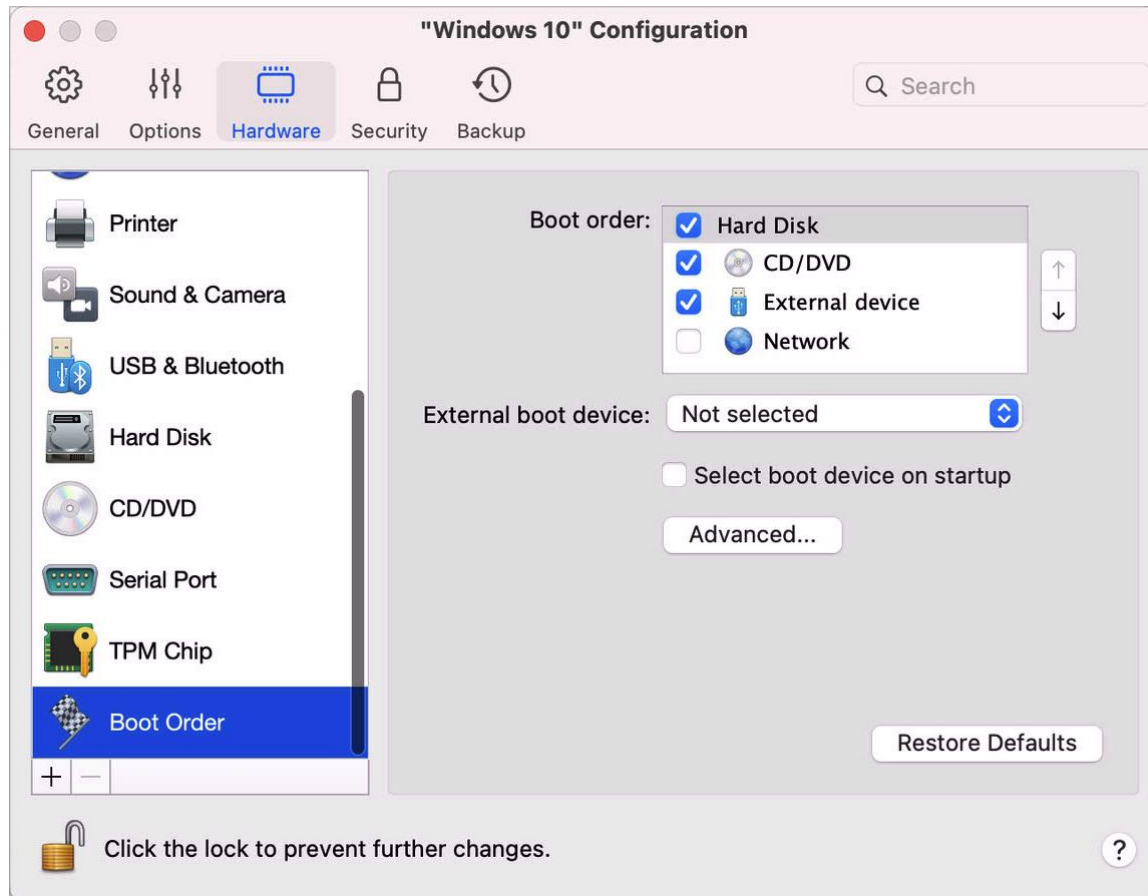 "Windows 10" Configuration
General Options Hardware Security Backup
Search
Printer
Sound & Camera
USB & Bluetooth
Hard Disk
CD/DVD
Serial Port
TPM Chip
Boot Order
Boot order:
Hard Disk
CD/DVD
External device
Network
External boot device: Not selected
Select boot device on startup
Advanced...
Restore Defaults
Click the lock to prevent further changes.
?